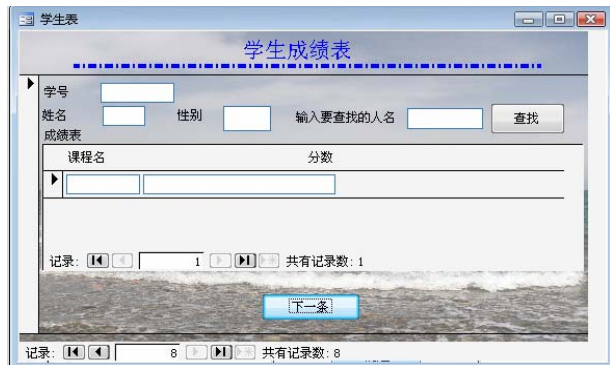 学生表
学生成绩表
学号
姓名 性别 输入要查找的人名 查找
成绩表
课程名 分数
记录: 1 共有记录数: 1
下一条
记录: 8 共有记录数: 8